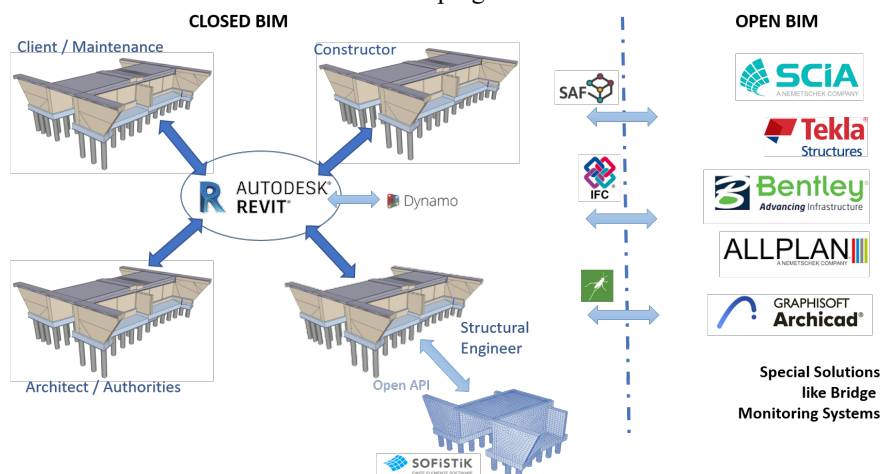 CLOSED BIM
OPEN BIM
Client / Maintenance
Constructor
SAF
SCiA
A NEMETSCHEK COMPANY
Tekla
Structures
R AUTODESK®
REVIT®
Dynamo
IFC
Bentley®
Advancing Infrastructure
ALLPLAN
A NEMETSCHEK COMPANY
GRAPHISOFT
Archicad®
Structural
Engineer
Architect / Authorities
Open API
Special Solutions
like Bridge
Monitoring Systems
SOFiSTiK